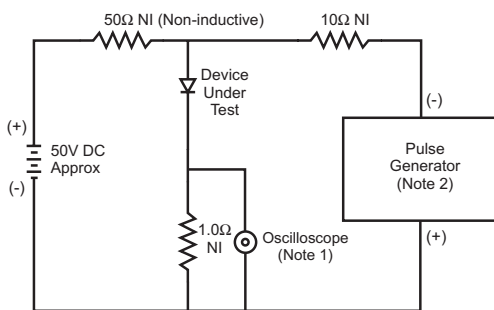 50Ω NI (Non-inductive)
10Ω NI
Device
Under
Test
(-)
(+)
50V DC
Approx
(-)
Pulse
Generator
(Note 2)
1.0Ω
NI
Oscilloscope
(Note 1)
(+)